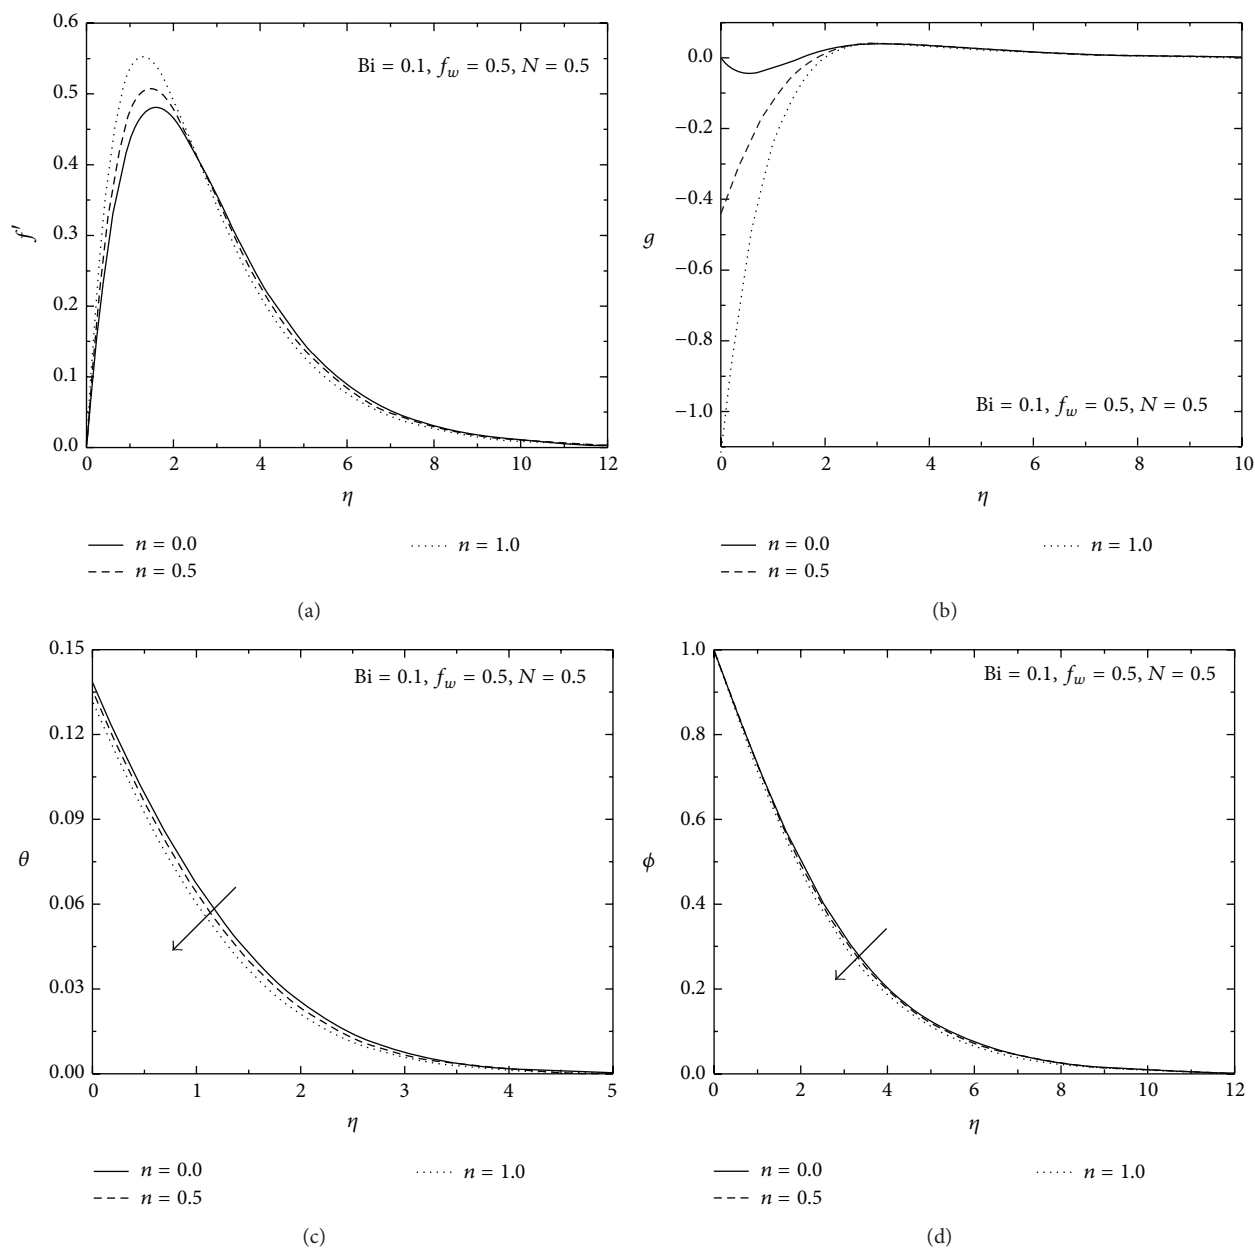 0.6
0.5
0.4
0.3
0.2
0.1
0.0
f′
Bi = 0.1, f_w = 0.5, N = 0.5
0 2 4 6 8 10 12
η
n = 0.0
n = 0.5
n = 1.0
(a)
0.0
−0.2
−0.4
−0.6
−0.8
−1.0
g
Bi = 0.1, f_w = 0.5, N = 0.5
0 2 4 6 8 10
η
n = 0.0
n = 0.5
n = 1.0
(b)
0.15
0.12
0.09
0.06
0.03
0.00
θ
Bi = 0.1, f_w = 0.5, N = 0.5
0 1 2 3 4 5
η
n = 0.0
n = 0.5
n = 1.0
(c)
1.0
0.8
0.6
0.4
0.2
0.0
ϕ
Bi = 0.1, f_w = 0.5, N = 0.5
0 2 4 6 8 10 12
η
n = 0.0
n = 0.5
n = 1.0
(d)